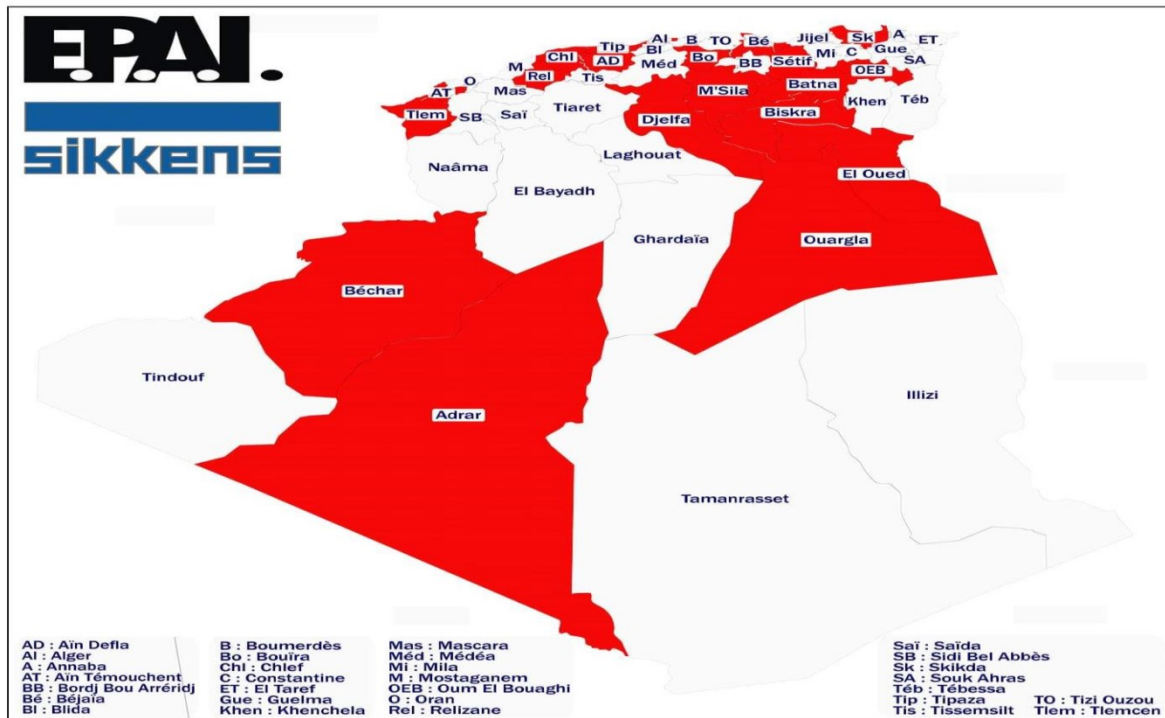 E.P.A.I.
sikkens
Al B TO Bé Jijel Sk A ET
Tip Chl AD Bl Méd Bo BB Sétif Mi C Gue SA
M Rel Tis M'Sila Batna OEB
O AT Mas Khen Téb
Tlem SB Saï Tiaret Djelfa Biskra
Naâma Laghouat El Oued
El Bayadh
Ghardaïa Ouargla
Béchar
Tindouf
Adrar Illizi
Tamanrasset
AD : Aïn Defla
Al : Alger
A : Annaba
AT : Aïn Témouchent
BB : Bordj Bou Arréridj
Bé : Béjaïa
Bl : Blida
B : Boumerdès
Bo : Bouïra
Chl : Chlef
C : Constantine
ET : El Taref
Gue : Guelma
Khen : Khenchela
Mas : Mascara
Méd : Médéa
Mi : Mila
M : Mostaganem
OEB : Oum El Bouaghi
O : Oran
Rel : Relizane
Saï : Saïda
SB : Sidi Bel Abbès
Sk : Skikda
SA : Souk Ahras
Téb : Tébessa
Tip : Tipaza TO : Tizi Ouzou
Tis : Tissemsilt Tlem : Tlemcen